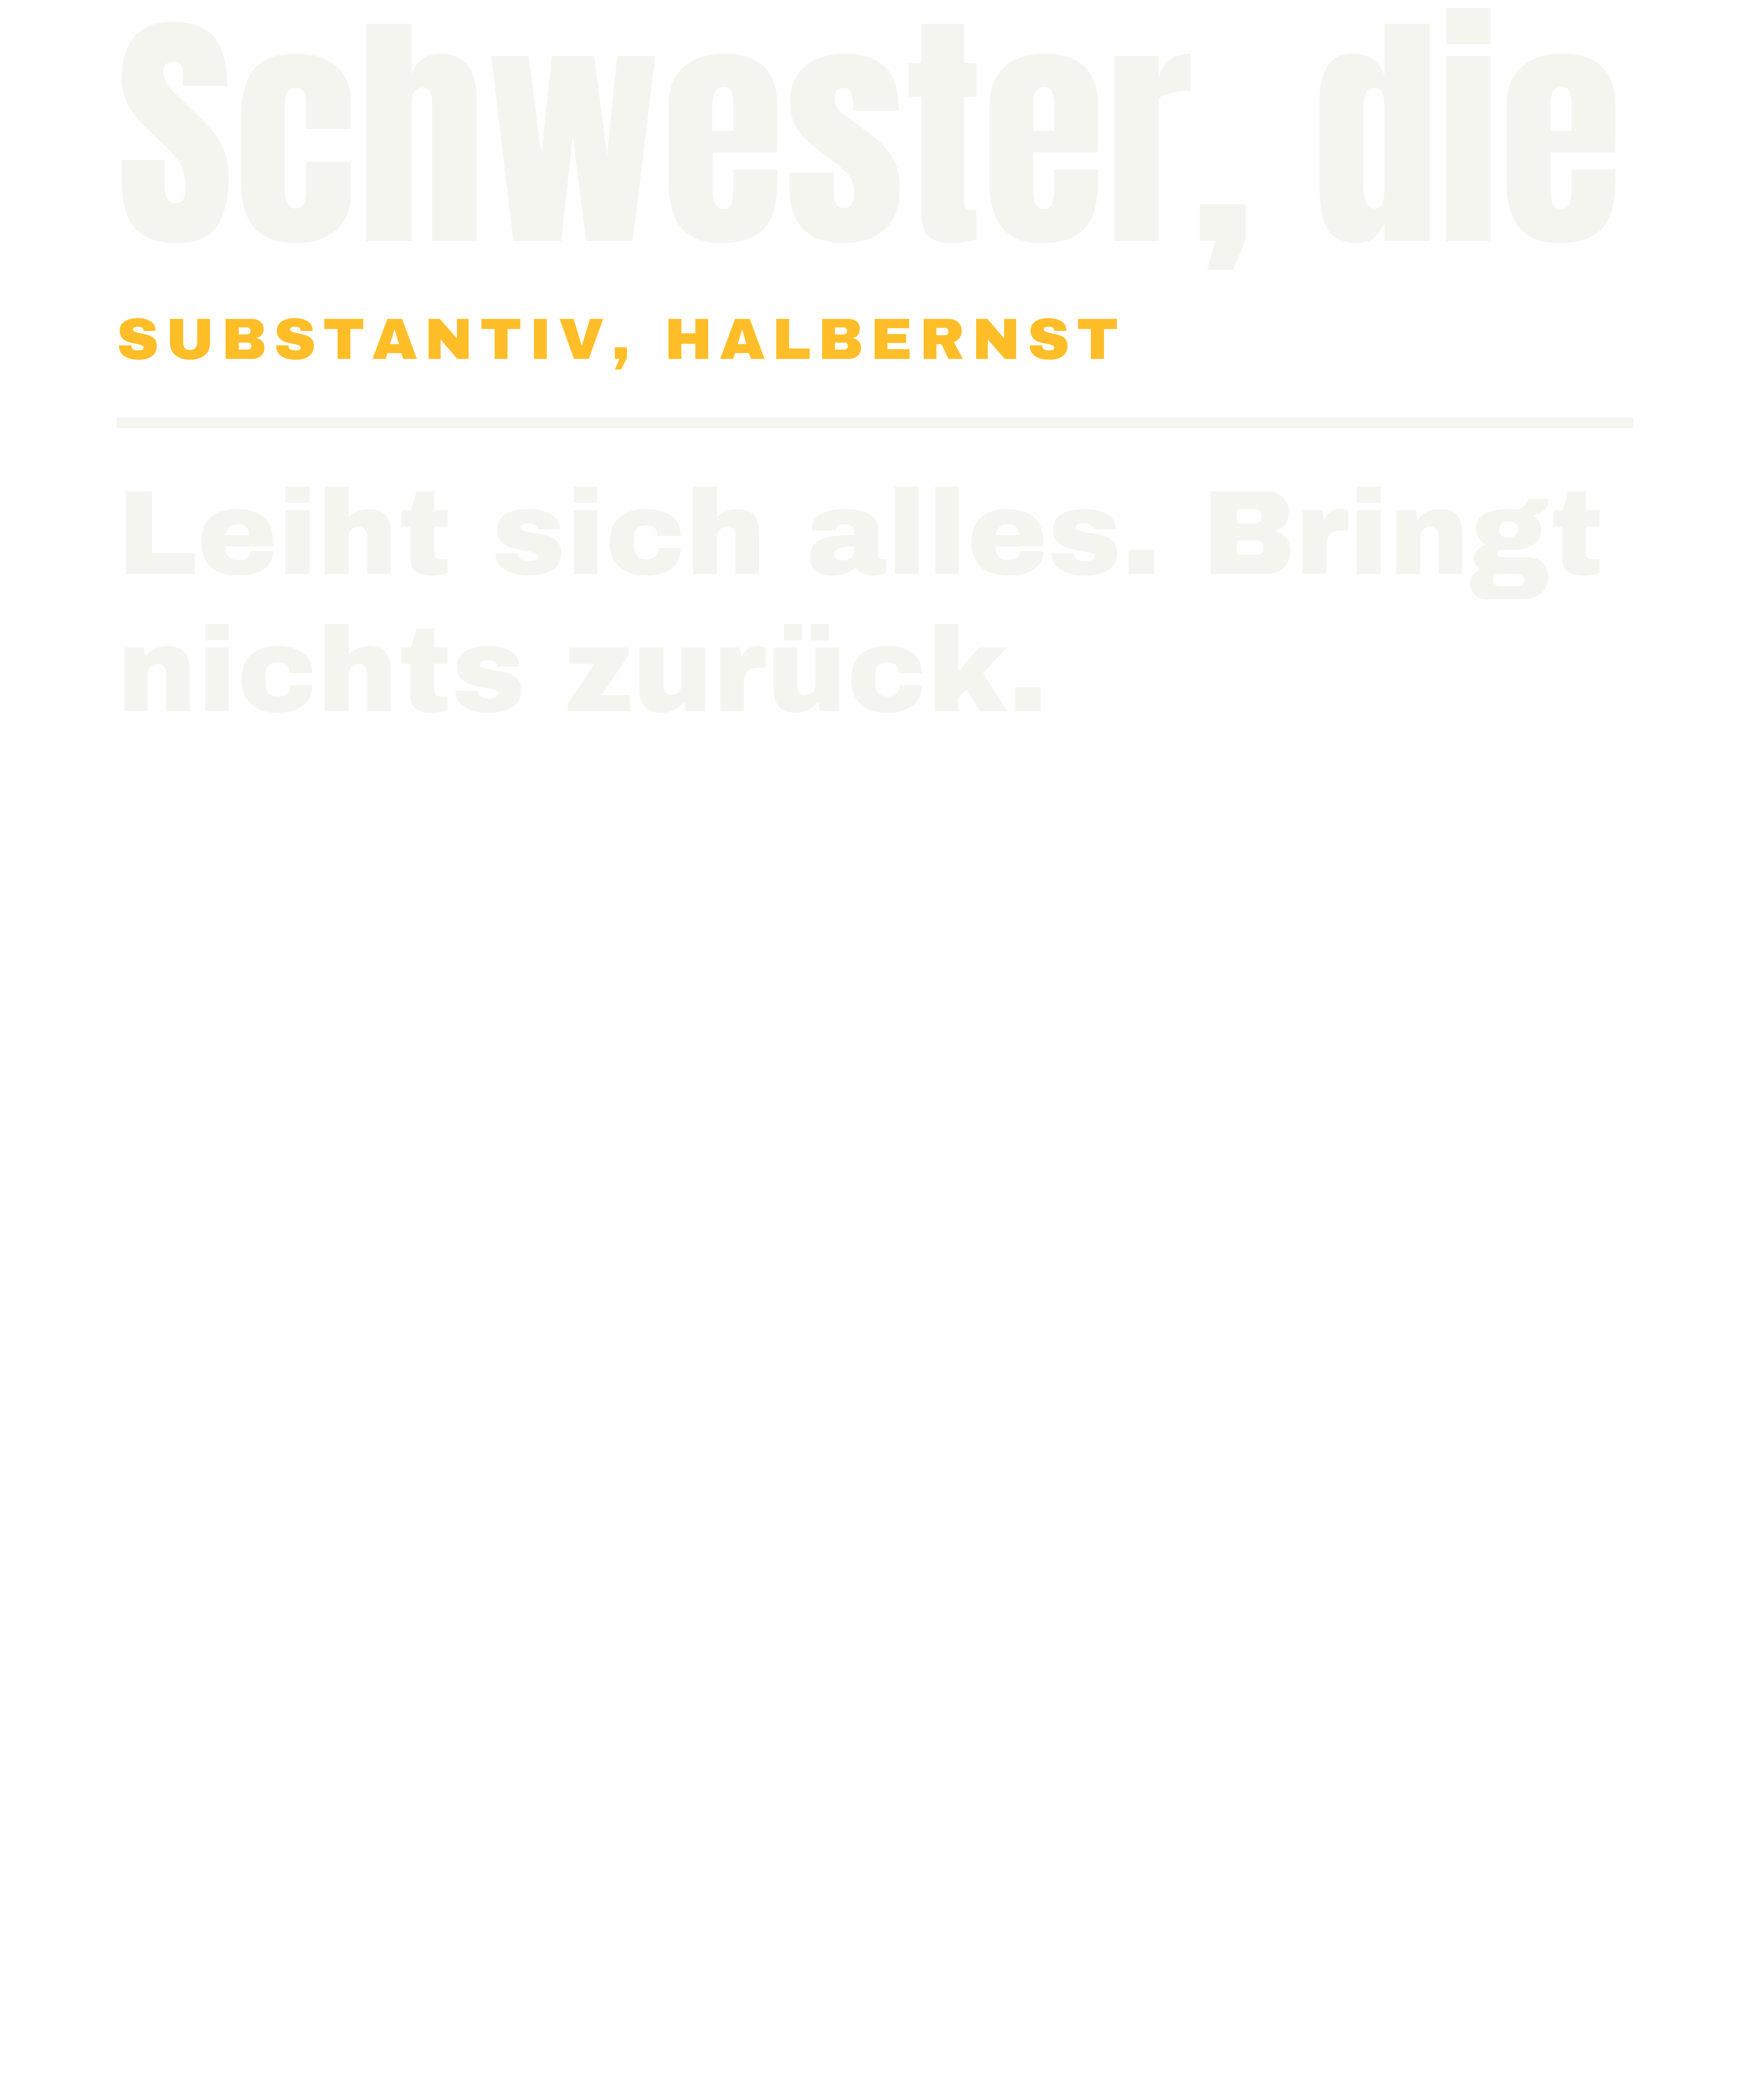 Schwester, die
SUBSTANTIV, HALBERNST
Leiht sich alles. Bringt
nichts zurück.